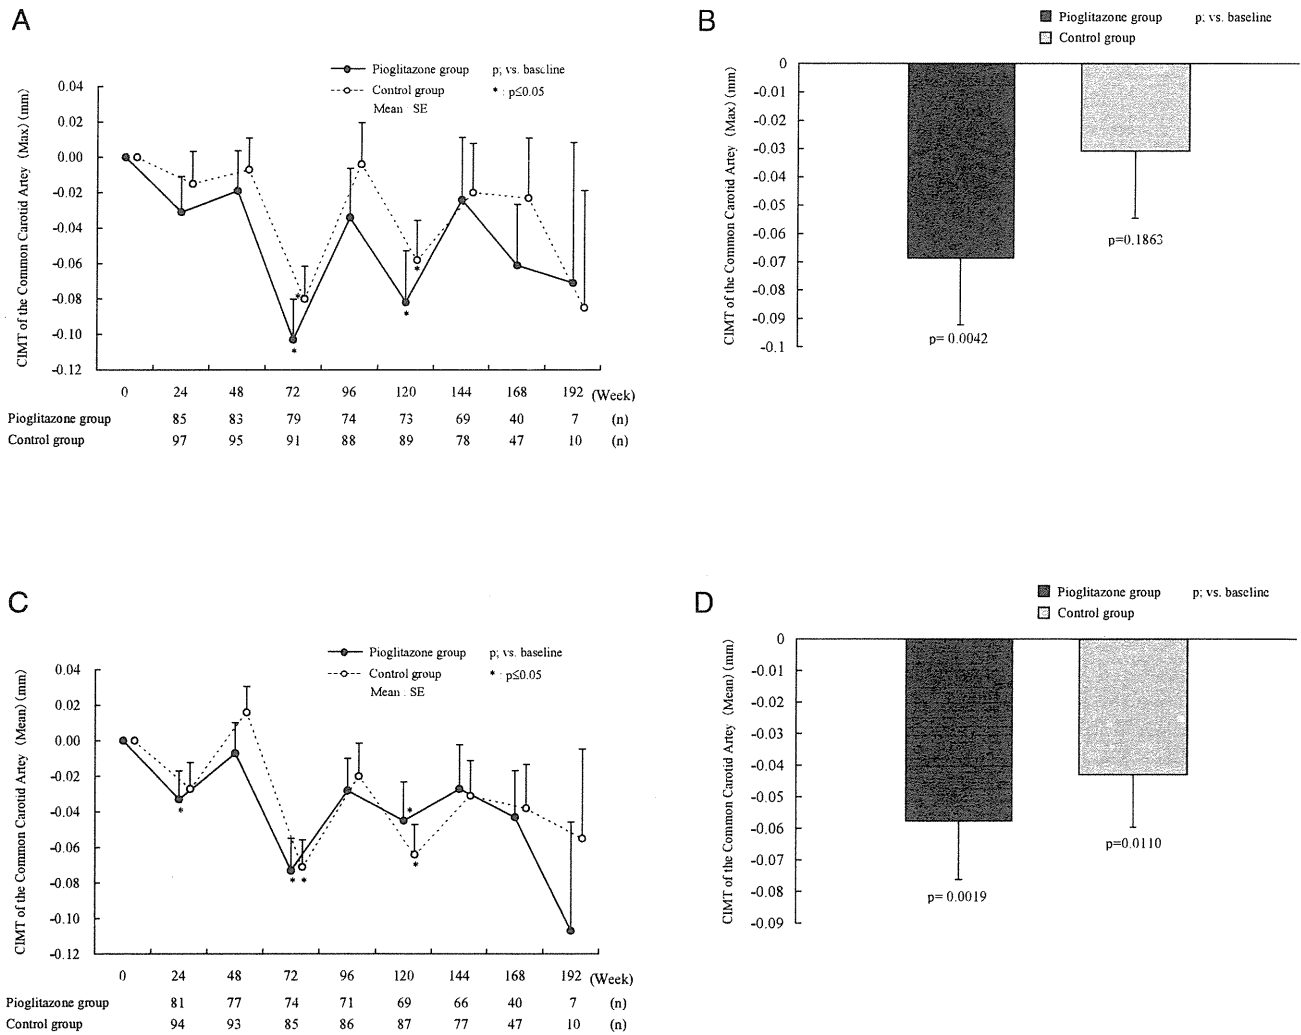 A
Pioglitazone group p; vs. baseline
Control group * : p≤0.05
Mean : SE
CIMT of the Common Carotid Artey (Max) (mm)
0.04
0.02
0.00
-0.02
-0.04
-0.06
-0.08
-0.10
-0.12
* * * *
0 24 48 72 96 120 144 168 192 (Week)
Pioglitazone group 85 83 79 74 73 69 40 7 (n)
Control group 97 95 91 88 89 78 47 10 (n)
B
Pioglitazone group p; vs. baseline
Control group
CIMT of the Common Carotid Artey (Max) (mm)
0
-0.01
-0.02
-0.03
-0.04
-0.05
-0.06
-0.07
-0.08
-0.09
-0.1
p= 0.0042
p=0.1863
C
Pioglitazone group p; vs. baseline
Control group * : p≤0.05
Mean : SE
CIMT of the Common Carotid Artey (Mean) (mm)
0.04
0.02
0.00
-0.02
-0.04
-0.06
-0.08
-0.10
-0.12
* * * * *
0 24 48 72 96 120 144 168 192 (Week)
Pioglitazone group 81 77 74 71 69 66 40 7 (n)
Control group 94 93 85 86 87 77 47 10 (n)
D
Pioglitazone group p; vs. baseline
Control group
CIMT of the Common Carotid Artey (Mean) (mm)
0
-0.01
-0.02
-0.03
-0.04
-0.05
-0.06
-0.07
-0.08
-0.09
p= 0.0019
p=0.0110